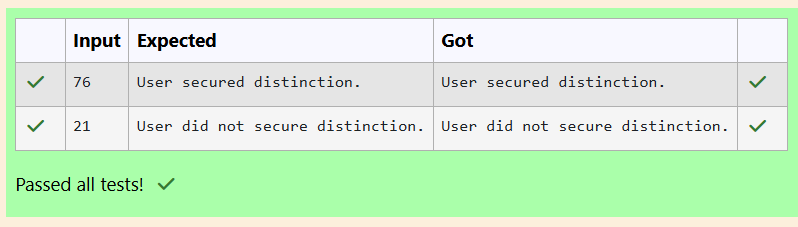 Input Expected Got
76 User secured distinction. User secured distinction.
21 User did not secure distinction. User did not secure distinction.
Passed all tests!